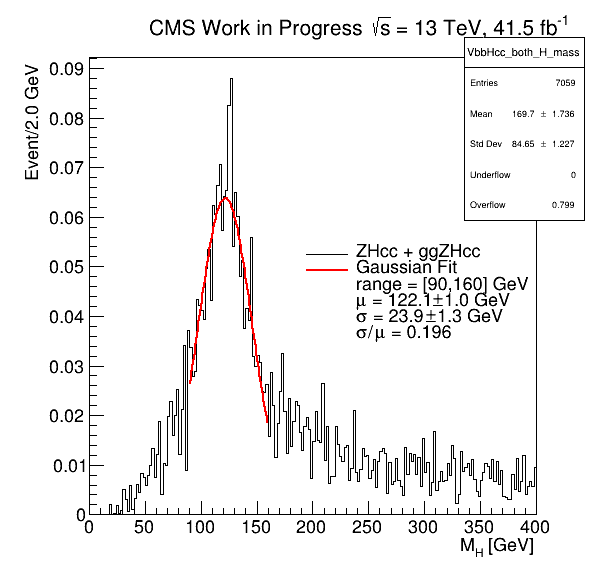 CMS Work in Progress √s = 13 TeV, 41.5 fb⁻¹
VbbHcc_both_H_mass
Entries 7059
Mean 169.7 ± 1.736
Std Dev 84.65 ± 1.227
Underflow 0
Overflow 0.799
Event/2.0 GeV
0.09
0.08
0.07
0.06
0.05
0.04
0.03
0.02
0.01
0
ZHcc + ggZHcc
Gaussian Fit
range = [90,160] GeV
μ = 122.1±1.0 GeV
σ = 23.9±1.3 GeV
σ/μ = 0.196
0 50 100 150 200 250 300 350 400
M_H [GeV]